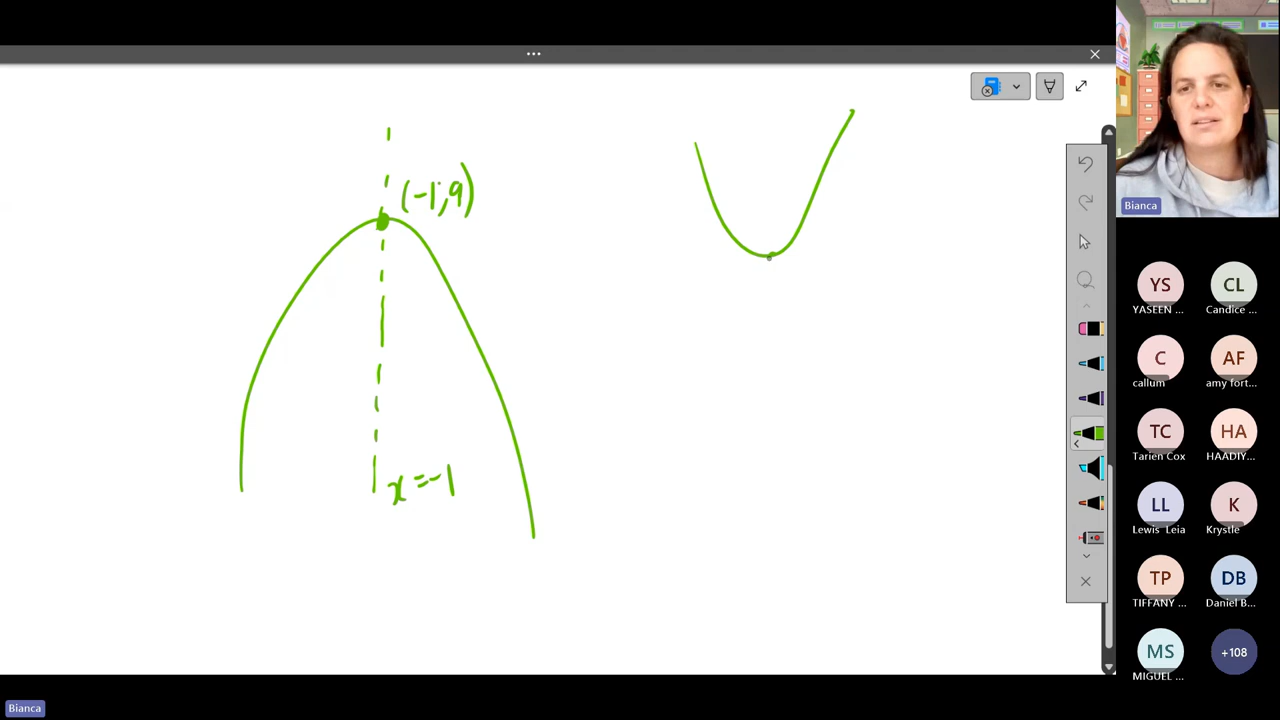 (-1;9)
x=-1
Bianca
YS
YASEEN ...
CL
Candice ...
C
callum
AF
amy fort...
TC
Tarien Cox
HA
HAADIY...
LL
Lewis Leia
K
Krystle
TP
TIFFANY ...
DB
Daniel B...
MS
MIGUEL ...
+108
Bianca